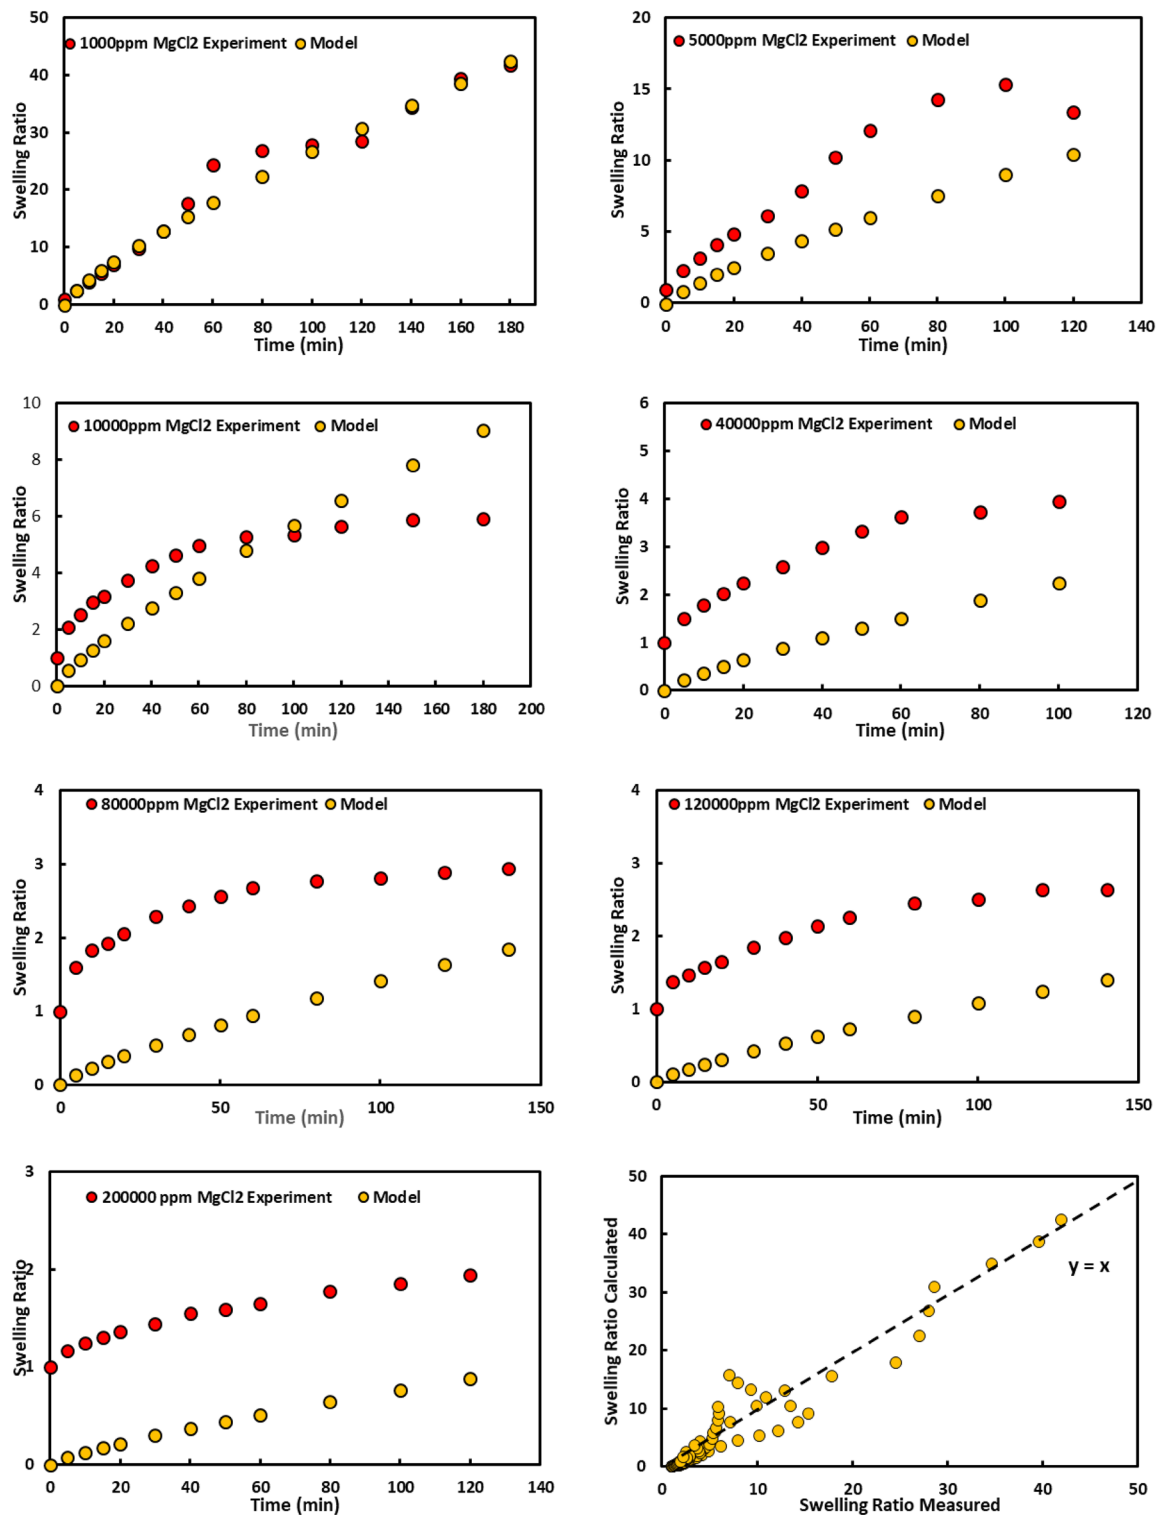 50
1000ppm MgCl2 Experiment Model
40
30
20
10
0
Swelling Ratio
0 20 40 60 80 100 120 140 160 180
Time (min)
20
5000ppm MgCl2 Experiment Model
15
10
5
0
Swelling Ratio
0 20 40 60 80 100 120 140
Time (min)
10
10000ppm MgCl2 Experiment Model
8
6
4
2
0
Swelling Ratio
0 20 40 60 80 100 120 140 160 180 200
Time (min)
6
40000ppm MgCl2 Experiment Model
5
4
3
2
1
0
Swelling Ratio
0 20 40 60 80 100 120
Time (min)
4
80000ppm MgCl2 Experiment Model
3
2
1
0
Swelling Ratio
0 50 100 150
Time (min)
4
120000ppm MgCl2 Experiment Model
3
2
1
0
Swelling Ratio
0 50 100 150
Time (min)
3
200000 ppm MgCl2 Experiment Model
2
1
0
Swelling Ratio
0 20 40 60 80 100 120 140
Time (min)
50
40
y = x
30
20
10
0
Swelling Ratio Calculated
0 10 20 30 40 50
Swelling Ratio Measured